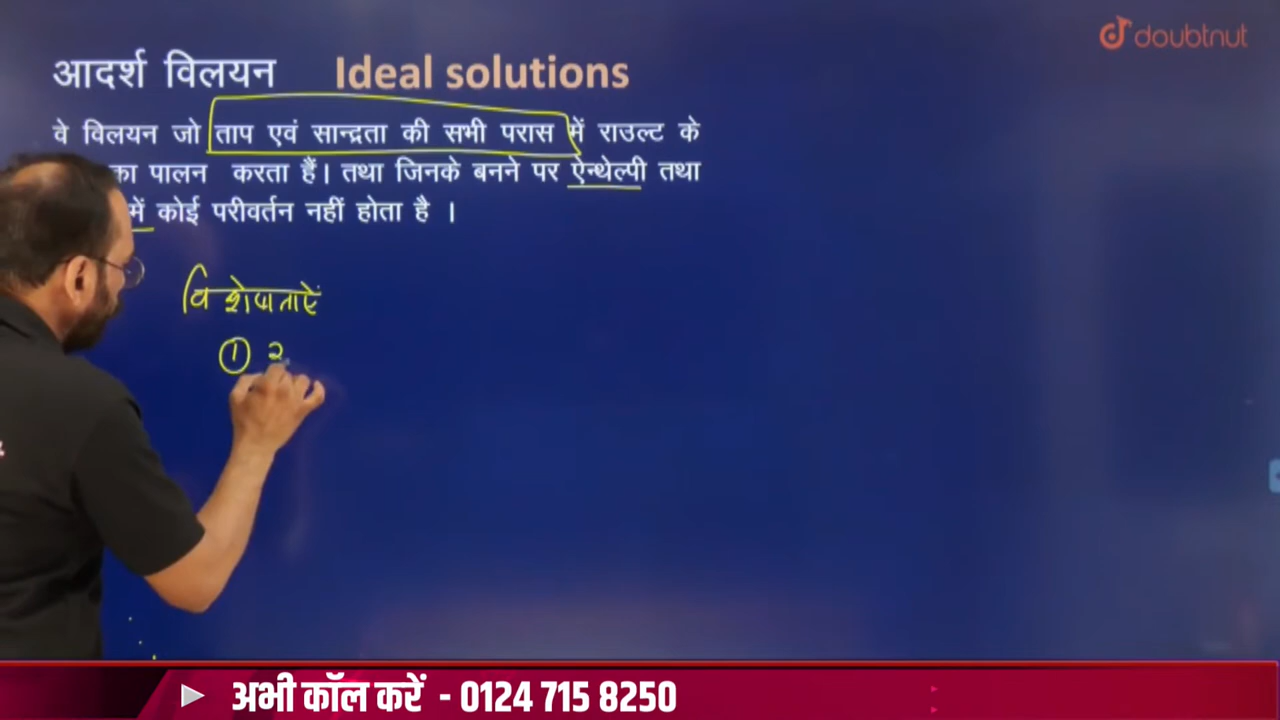 doubtnut
आदर्श विलयन Ideal solutions
वे विलयन जो ताप एवं सान्द्रता की सभी परास में राउल्ट के
का पालन करता हैं। तथा जिनके बनने पर ऐन्थेल्पी तथा
में कोई परीवर्तन नहीं होता है ।
विशेषताऐं
① २
अभी कॉल करें - 0124 715 8250